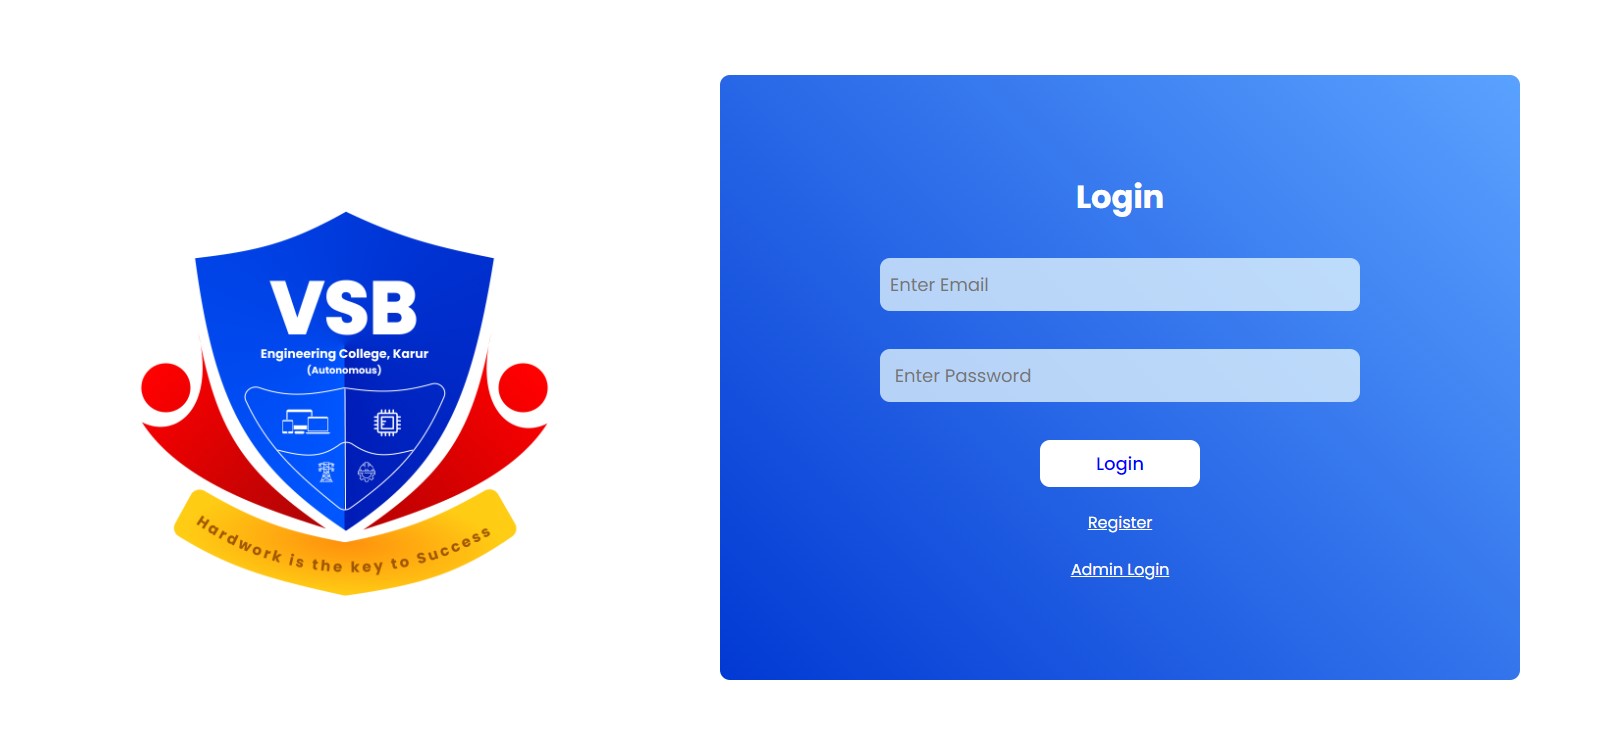 VSB
Engineering College, Karur
(Autonomous)
Hardwork is the key to Success
Login
Enter Email
Enter Password
Login
Register
Admin Login